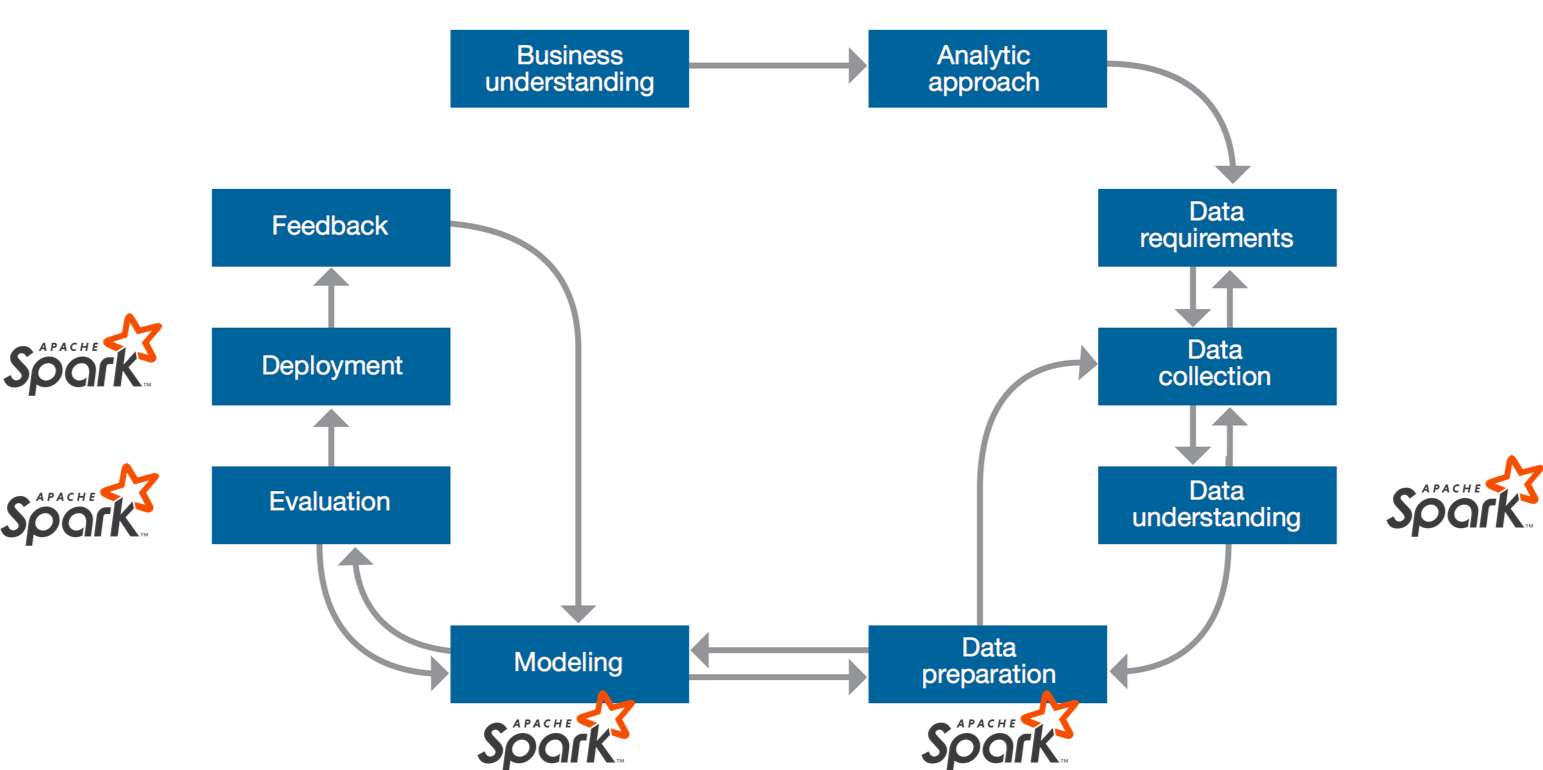 Business
understanding
Analytic
approach
Feedback
Data
requirements
APACHE
Spark™
Deployment
Data
collection
APACHE
Spark™
Evaluation
Data
understanding
APACHE
Spark™
Modeling
Data
preparation
APACHE
Spark™
APACHE
Spark™